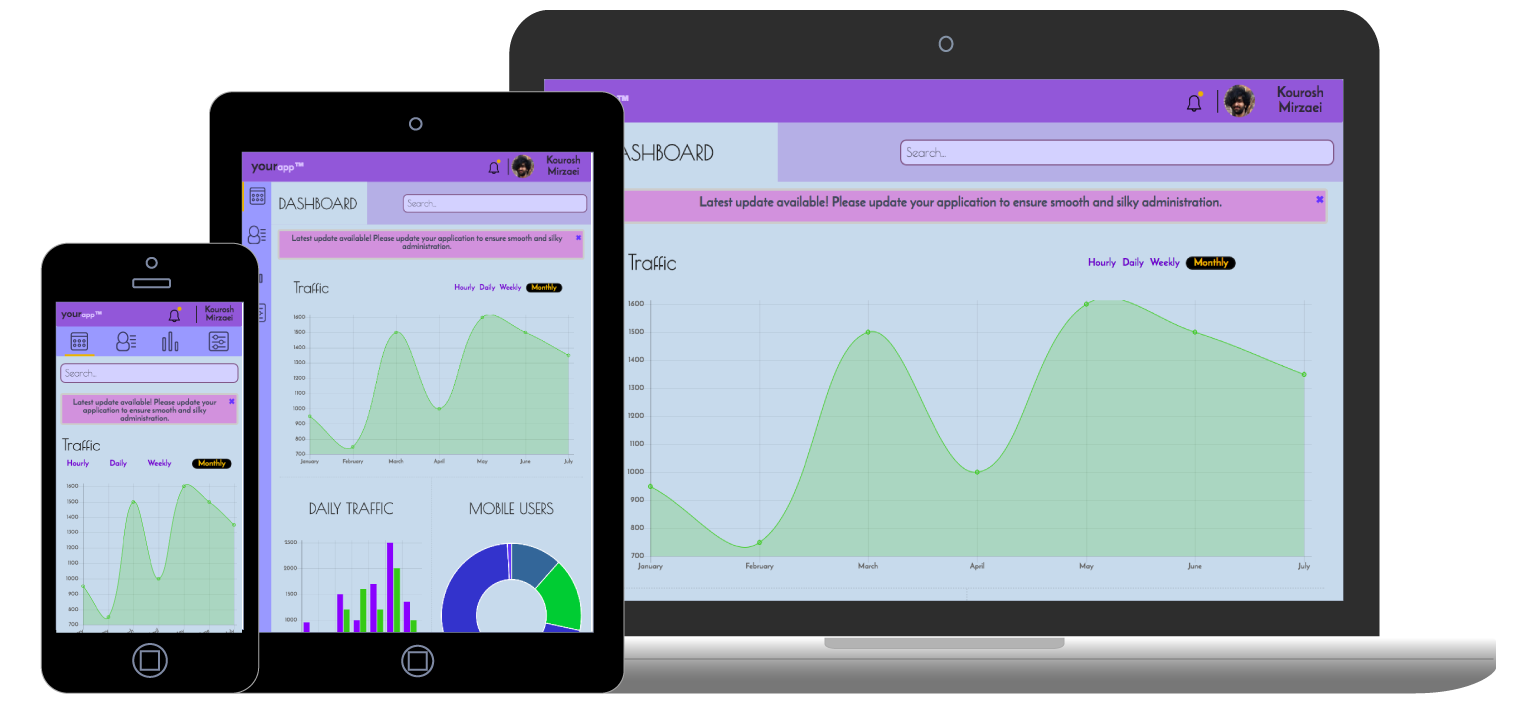 ™
Kourosh
Mirzaei
ASHBOARD
Search...
Latest update available! Please update your application to ensure smooth and silky administration.
Traffic
Hourly Daily Weekly Monthly
1600
1500
1400
1300
1200
1100
1000
900
800
700
January February March April May June July
yourapp™
Kourosh
Mirzaei
DASHBOARD
Search...
Latest update available! Please update your application to ensure smooth and silky
administration.
Traffic
Hourly Daily Weekly Monthly
1600
1500
1400
1300
1200
1100
1000
900
800
700
January February March April May June July
DAILY TRAFFIC
MOBILE USERS
2000
1500
1000
yourapp™
Kourosh
Mirzaei
Search...
Latest update available! Please update your
application to ensure smooth and silky
administration.
Traffic
Hourly Daily Weekly Monthly
1600
1500
1400
1300
1200
1100
1000
900
800
700